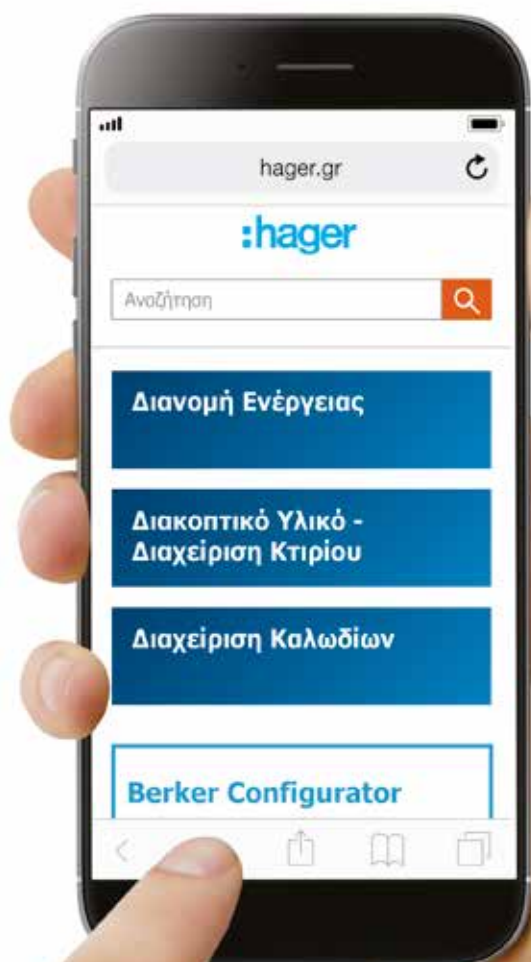 hager.gr
:hager
Αναζήτηση
Διανομή Ενέργειας
Διακοπτικό Υλικό -
Διαχείριση Κτιρίου
Διαχείριση Καλωδίων
Berker Configurator